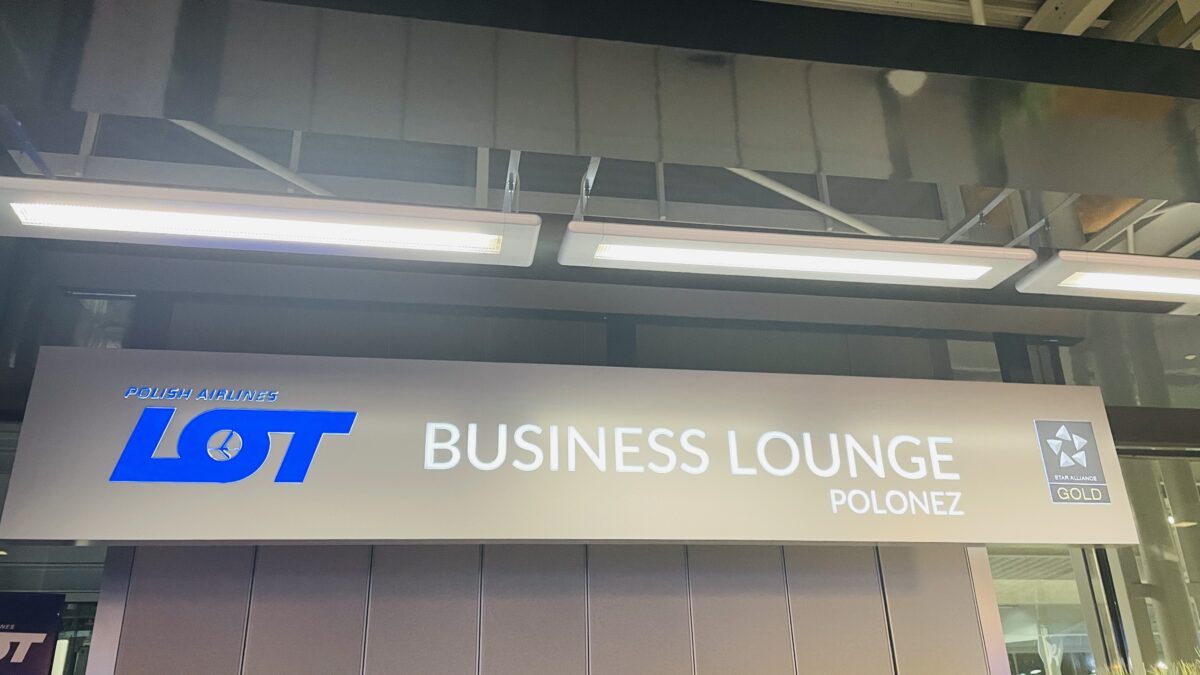 POLISH AIRLINES
LOT
BUSINESS LOUNGE
POLONEZ
STAR ALLIANCE
GOLD